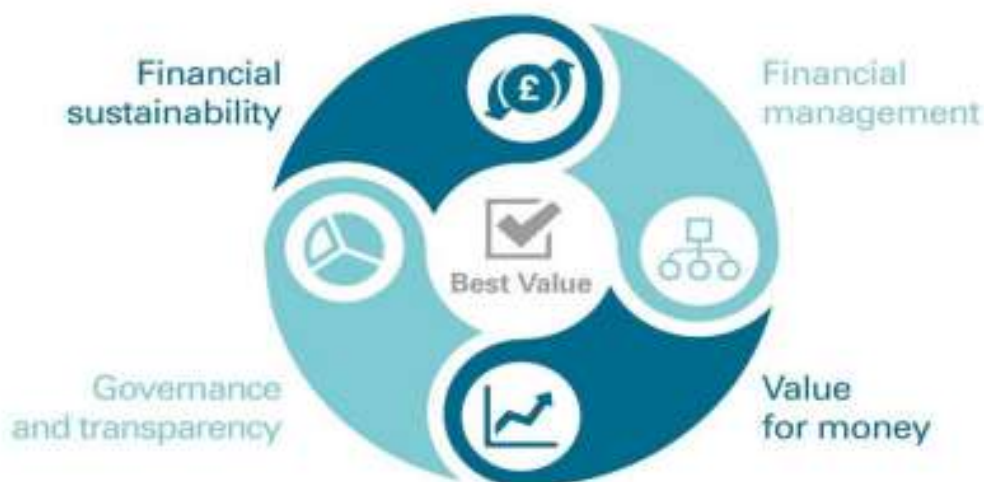 Financial
sustainability
£
Financial
management
Best Value
Governance
and transparency
Value
for money